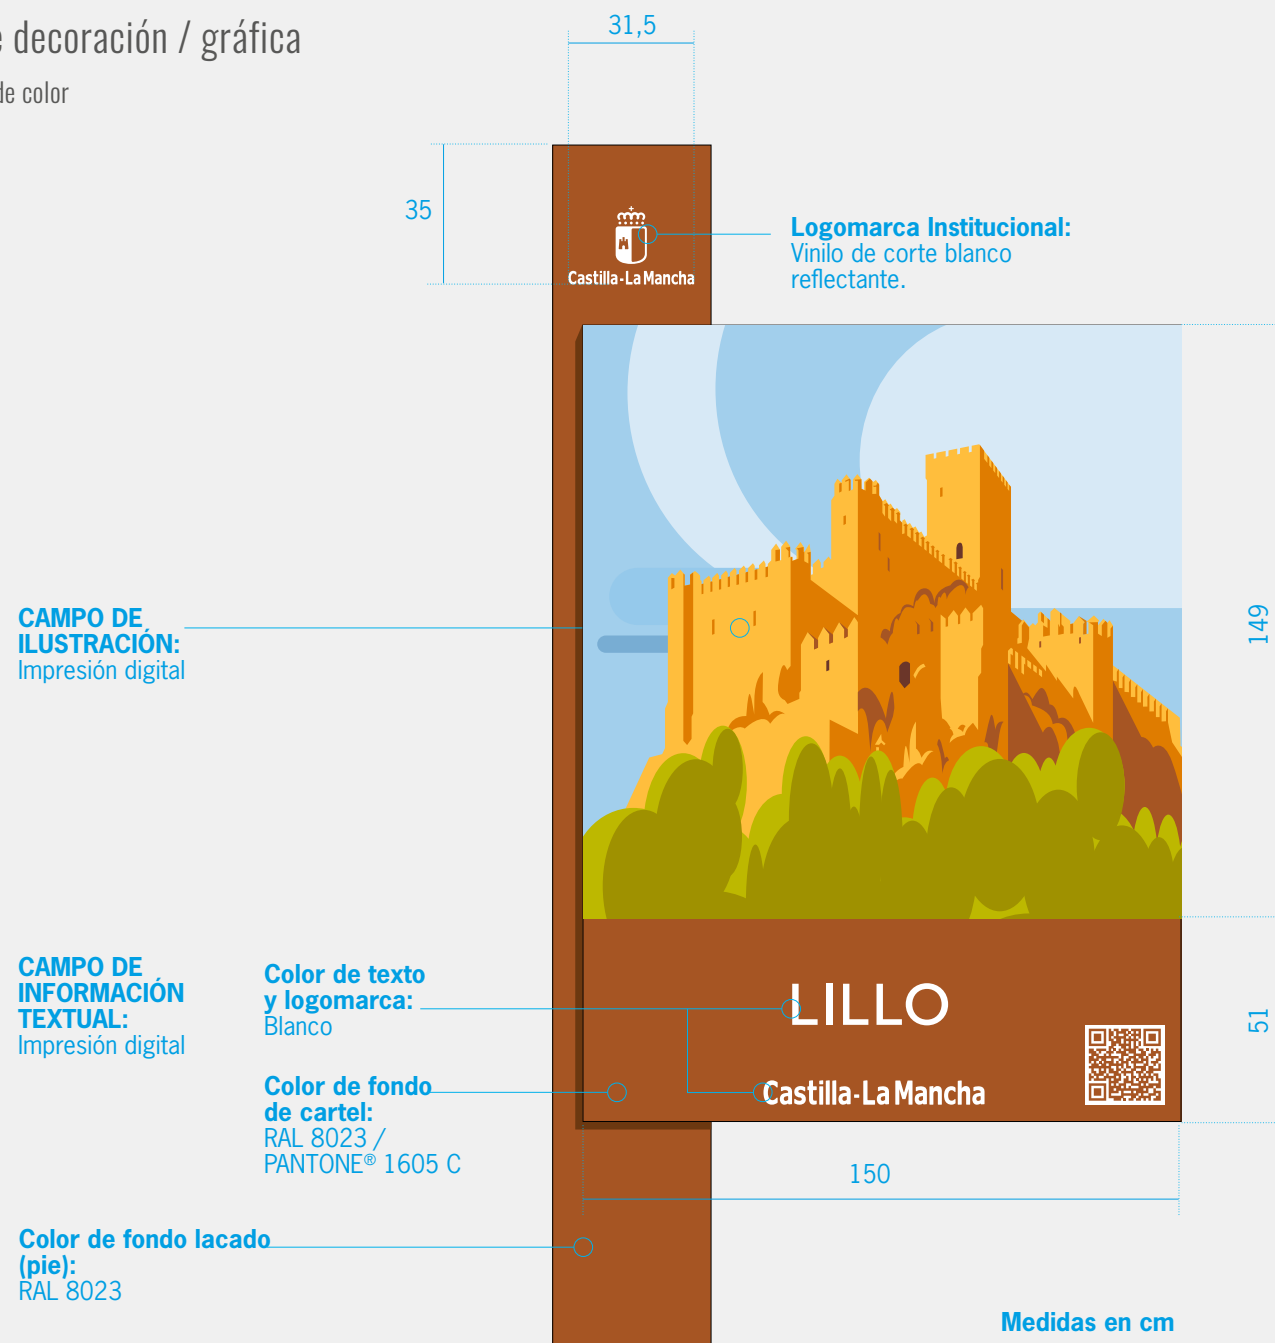 e decoración / gráfica
de color
31,5
35
Castilla-La Mancha
Logomarca Institucional:
Vinilo de corte blanco
reflectante.
CAMPO DE
ILUSTRACIÓN:
Impresión digital
149
CAMPO DE
INFORMACIÓN
TEXTUAL:
Impresión digital
Color de texto
y logomarca:
Blanco
Color de fondo
de cartel:
RAL 8023 /
PANTONE® 1605 C
LILLO
Castilla-La Mancha
51
150
Color de fondo lacado
(pie):
RAL 8023
Medidas en cm